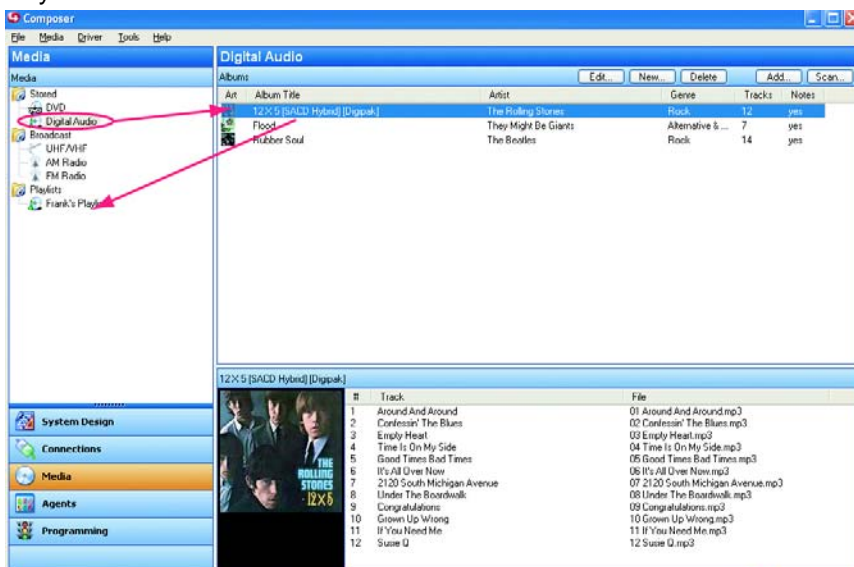 Composer
File Media Driver Tools Help
Media
Media
Stored
DVD
Digital Audio
Broadcast
UHF/VHF
AM Radio
FM Radio
Playlists
Frank's
System Design
Connections
Media
Agents
Programming
Digital Audio
Albums Edit... New... Delete Add... Scan...
Art Album Title Artist Genre Tracks Notes
12 X 5 [SACD Hybrid] [Digipak] The Rolling Stones Rock 12 yes
Flood They Might Be Giants Alternative & ... 7 yes
Rubber Soul The Beatles Rock 14 yes
12 X 5 [SACD Hybrid] [Digipak]
THE
ROLLING
STONES
12X5
# Track File
1 Around And Around 01 Around And Around.mp3
2 Confessin' The Blues 02 Confessin' The Blues.mp3
3 Empty Heart 03 Empty Heart.mp3
4 Time Is On My Side 04 Time Is On My Side.mp3
5 Good Times Bad Times 05 Good Times Bad Times.mp3
6 It's All Over Now 06 It's All Over Now.mp3
7 2120 South Michigan Avenue 07 2120 South Michigan Avenue.mp3
8 Under The Boardwalk 08 Under The Boardwalk.mp3
9 Congratulations 09 Congratulations.mp3
10 Grown Up Wrong 10 Grown Up Wrong.mp3
11 If You Need Me 11 If You Need Me.mp3
12 Susie Q 12 Susie Q.mp3